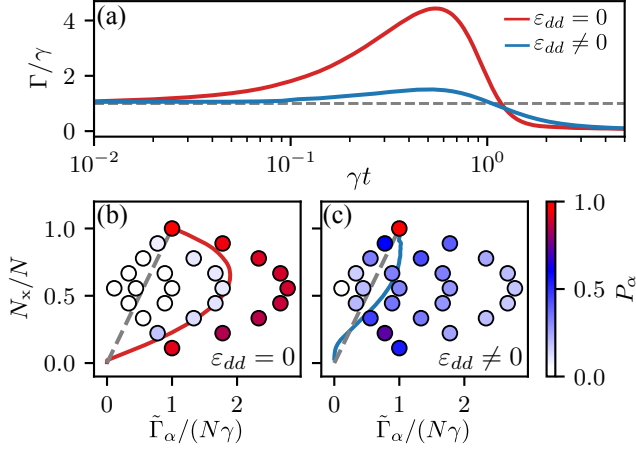 (a)
ε_dd = 0
ε_dd ≠ 0
Γ/γ
4
2
0
10⁻² 10⁻¹ 10⁰
γt
(b) (c)
N_x/N
1.0
0.5
0.0
ε_dd = 0 ε_dd ≠ 0
0 1 2 0 1 2
Γ̃_α/(Nγ) Γ̃_α/(Nγ)
1.0
0.5
0.0
P_α